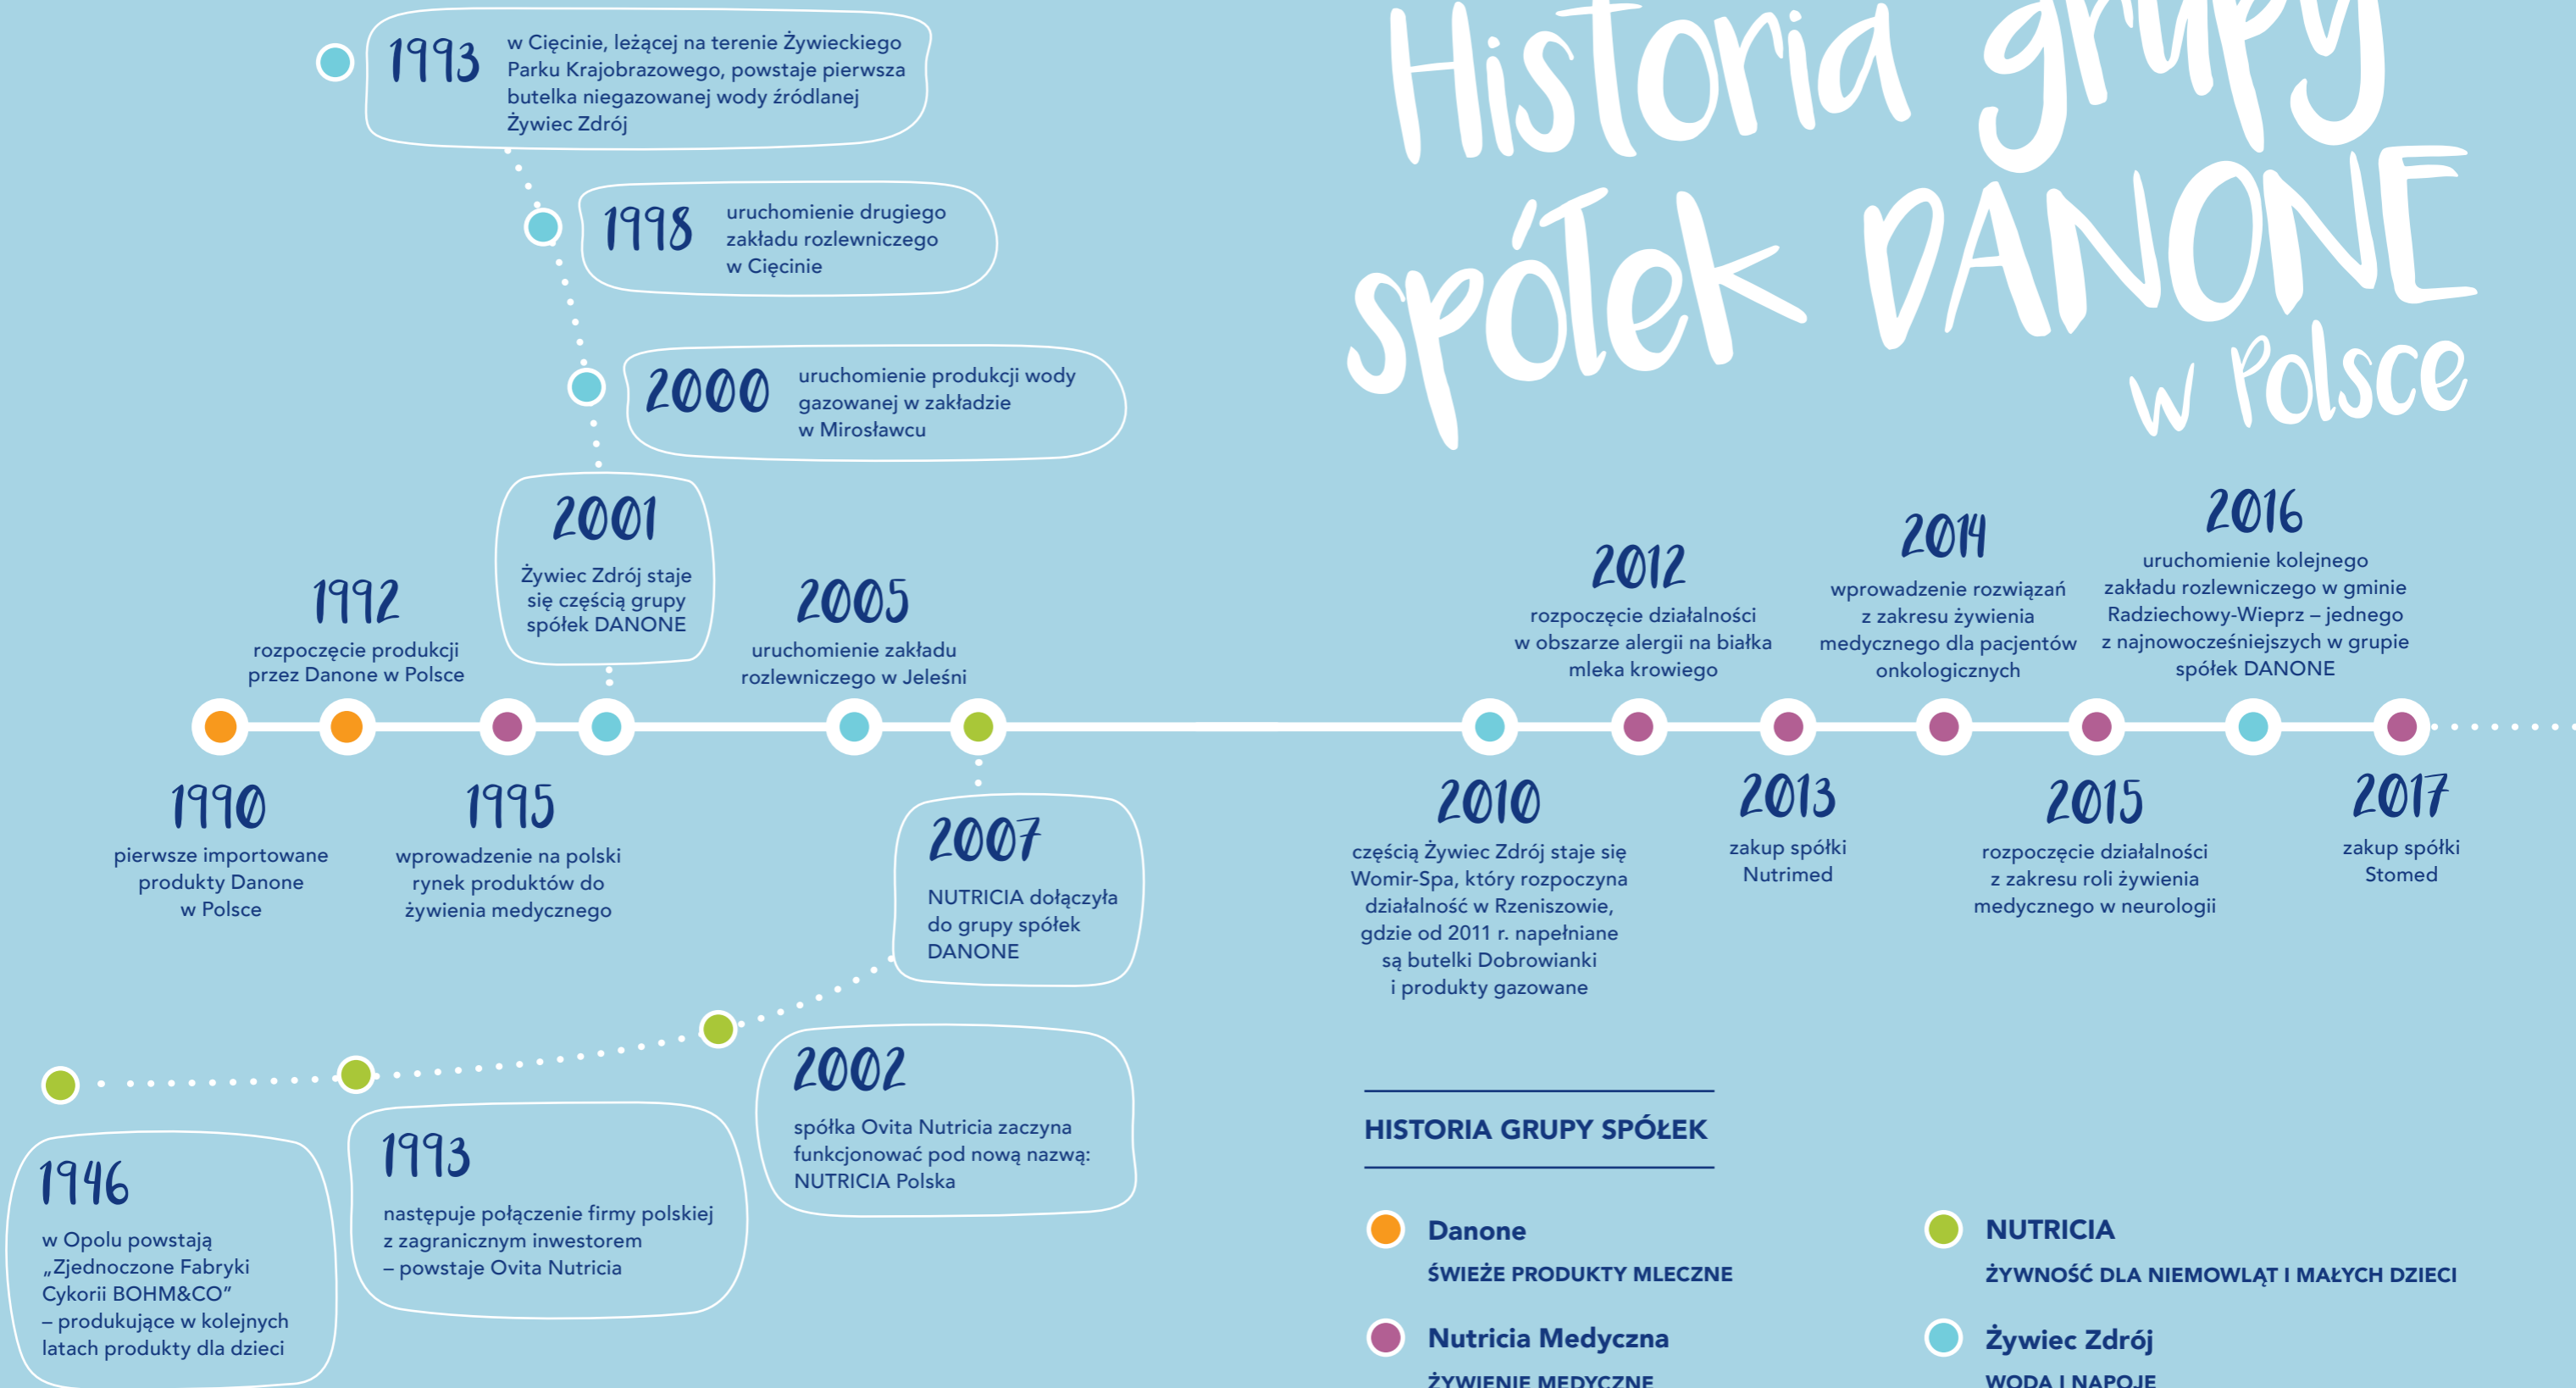 Historia grupy
spółek DANONE
w Polsce
1993
w Cięcinie, leżącej na terenie Żywieckiego
Parku Krajobrazowego, powstaje pierwsza
butelka niegazowanej wody źródlanej
Żywiec Zdrój
1998
uruchomienie drugiego
zakładu rozlewniczego
w Cięcinie
2000
uruchomienie produkcji wody
gazowanej w zakładzie
w Mirosławcu
2001
Żywiec Zdrój staje
się częścią grupy
spółek DANONE
1992
rozpoczęcie produkcji
przez Danone w Polsce
2005
uruchomienie zakładu
rozlewniczego w Jeleśni
2012
rozpoczęcie działalności
w obszarze alergii na białka
mleka krowiego
2014
wprowadzenie rozwiązań
z zakresu żywienia
medycznego dla pacjentów
onkologicznych
2016
uruchomienie kolejnego
zakładu rozlewniczego w gminie
Radziechowy-Wieprz – jednego
z najnowocześniejszych w grupie
spółek DANONE
1990
pierwsze importowane
produkty Danone
w Polsce
1995
wprowadzenie na polski
rynek produktów do
żywienia medycznego
2007
NUTRICIA dołączyła
do grupy spółek
DANONE
2010
częścią Żywiec Zdrój staje się
Womir-Spa, który rozpoczyna
działalność w Rzeniszowie,
gdzie od 2011 r. napełniane
są butelki Dobrowianki
i produkty gazowane
2013
zakup spółki
Nutrimed
2015
rozpoczęcie działalności
z zakresu roli żywienia
medycznego w neurologii
2017
zakup spółki
Stomed
1946
w Opolu powstają
„Zjednoczone Fabryki
Cykorii BOHM&CO”
– produkujące w kolejnych
latach produkty dla dzieci
1993
następuje połączenie firmy polskiej
z zagranicznym inwestorem
– powstaje Ovita Nutricia
2002
spółka Ovita Nutricia zaczyna
funkcjonować pod nową nazwą:
NUTRICIA Polska
HISTORIA GRUPY SPÓŁEK
Danone
ŚWIEŻE PRODUKTY MLECZNE
NUTRICIA
ŻYWNOŚĆ DLA NIEMOWLĄT I MAŁYCH DZIECI
Nutricia Medyczna
ŻYWIENIE MEDYCZNE
Żywiec Zdrój
WODA I NAPOJE